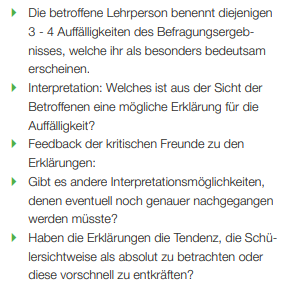 Die betroffene Lehrperson benennt diejenigen
3 - 4 Auffälligkeiten des Befragungsergeb-
nisses, welche ihr als besonders bedeutsam
erscheinen.
Interpretation: Welches ist aus der Sicht der
Betroffenen eine mögliche Erklärung für die
Auffälligkeit?
Feedback der kritischen Freunde zu den
Erklärungen:
Gibt es andere Interpretationsmöglichkeiten,
denen eventuell noch genauer nachgegangen
werden müsste?
Haben die Erklärungen die Tendenz, die Schü-
lersichtweise als absolut zu betrachten oder
diese vorschnell zu entkräften?